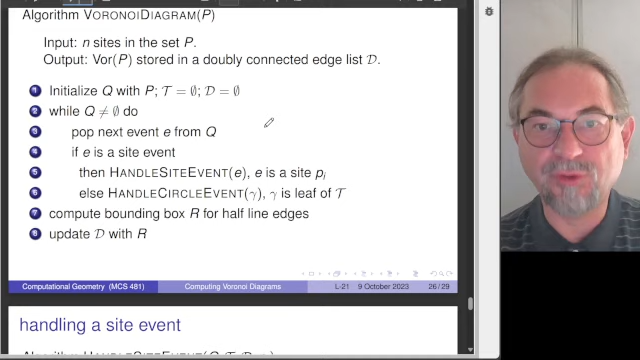 Algorithm VORONOIDIAGRAM(P)
Input: n sites in the set P.
Output: Vor(P) stored in a doubly connected edge list 𝒟.
1 Initialize Q with P; 𝒯 = ∅; 𝒟 = ∅
2 while Q ≠ ∅ do
3 pop next event e from Q
4 if e is a site event
5 then HANDLESITEEVENT(e), e is a site pᵢ
6 else HANDLECIRCLEEVENT(γ), γ is leaf of 𝒯
7 compute bounding box R for half line edges
8 update 𝒟 with R
Computational Geometry (MCS 481) Computing Voronoi Diagrams L-21 9 October 2023 26/29
handling a site event